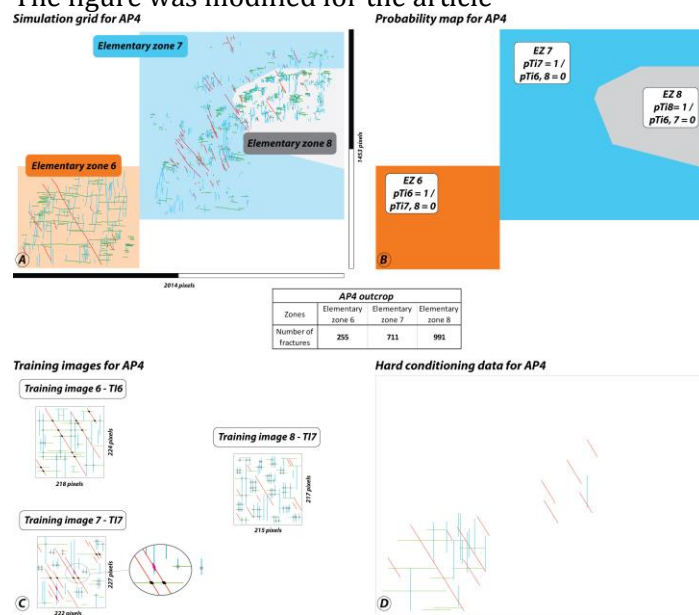 The figure was modified for the article
Simulation grid for AP4
Probability map for AP4
Elementary zone 7
Elementary zone 8
Elementary zone 6
1453 pixels
A
2014 pixels
EZ 7
pTi7 = 1 /
pTi6, 8 = 0
EZ 8
pTi8= 1 /
pTi6, 7 = 0
EZ 6
pTi6 = 1 /
pTi7, 8 = 0
B
AP4 outcrop
Zones Elementary zone 6 Elementary zone 7 Elementary zone 8
Number of fractures 255 711 991
Training images for AP4
Hard conditioning data for AP4
Training image 6 - TI6
224 pixels
218 pixels
Training image 8 - TI7
217 pixels
215 pixels
Training image 7 - TI7
227 pixels
222 pixels
C
D